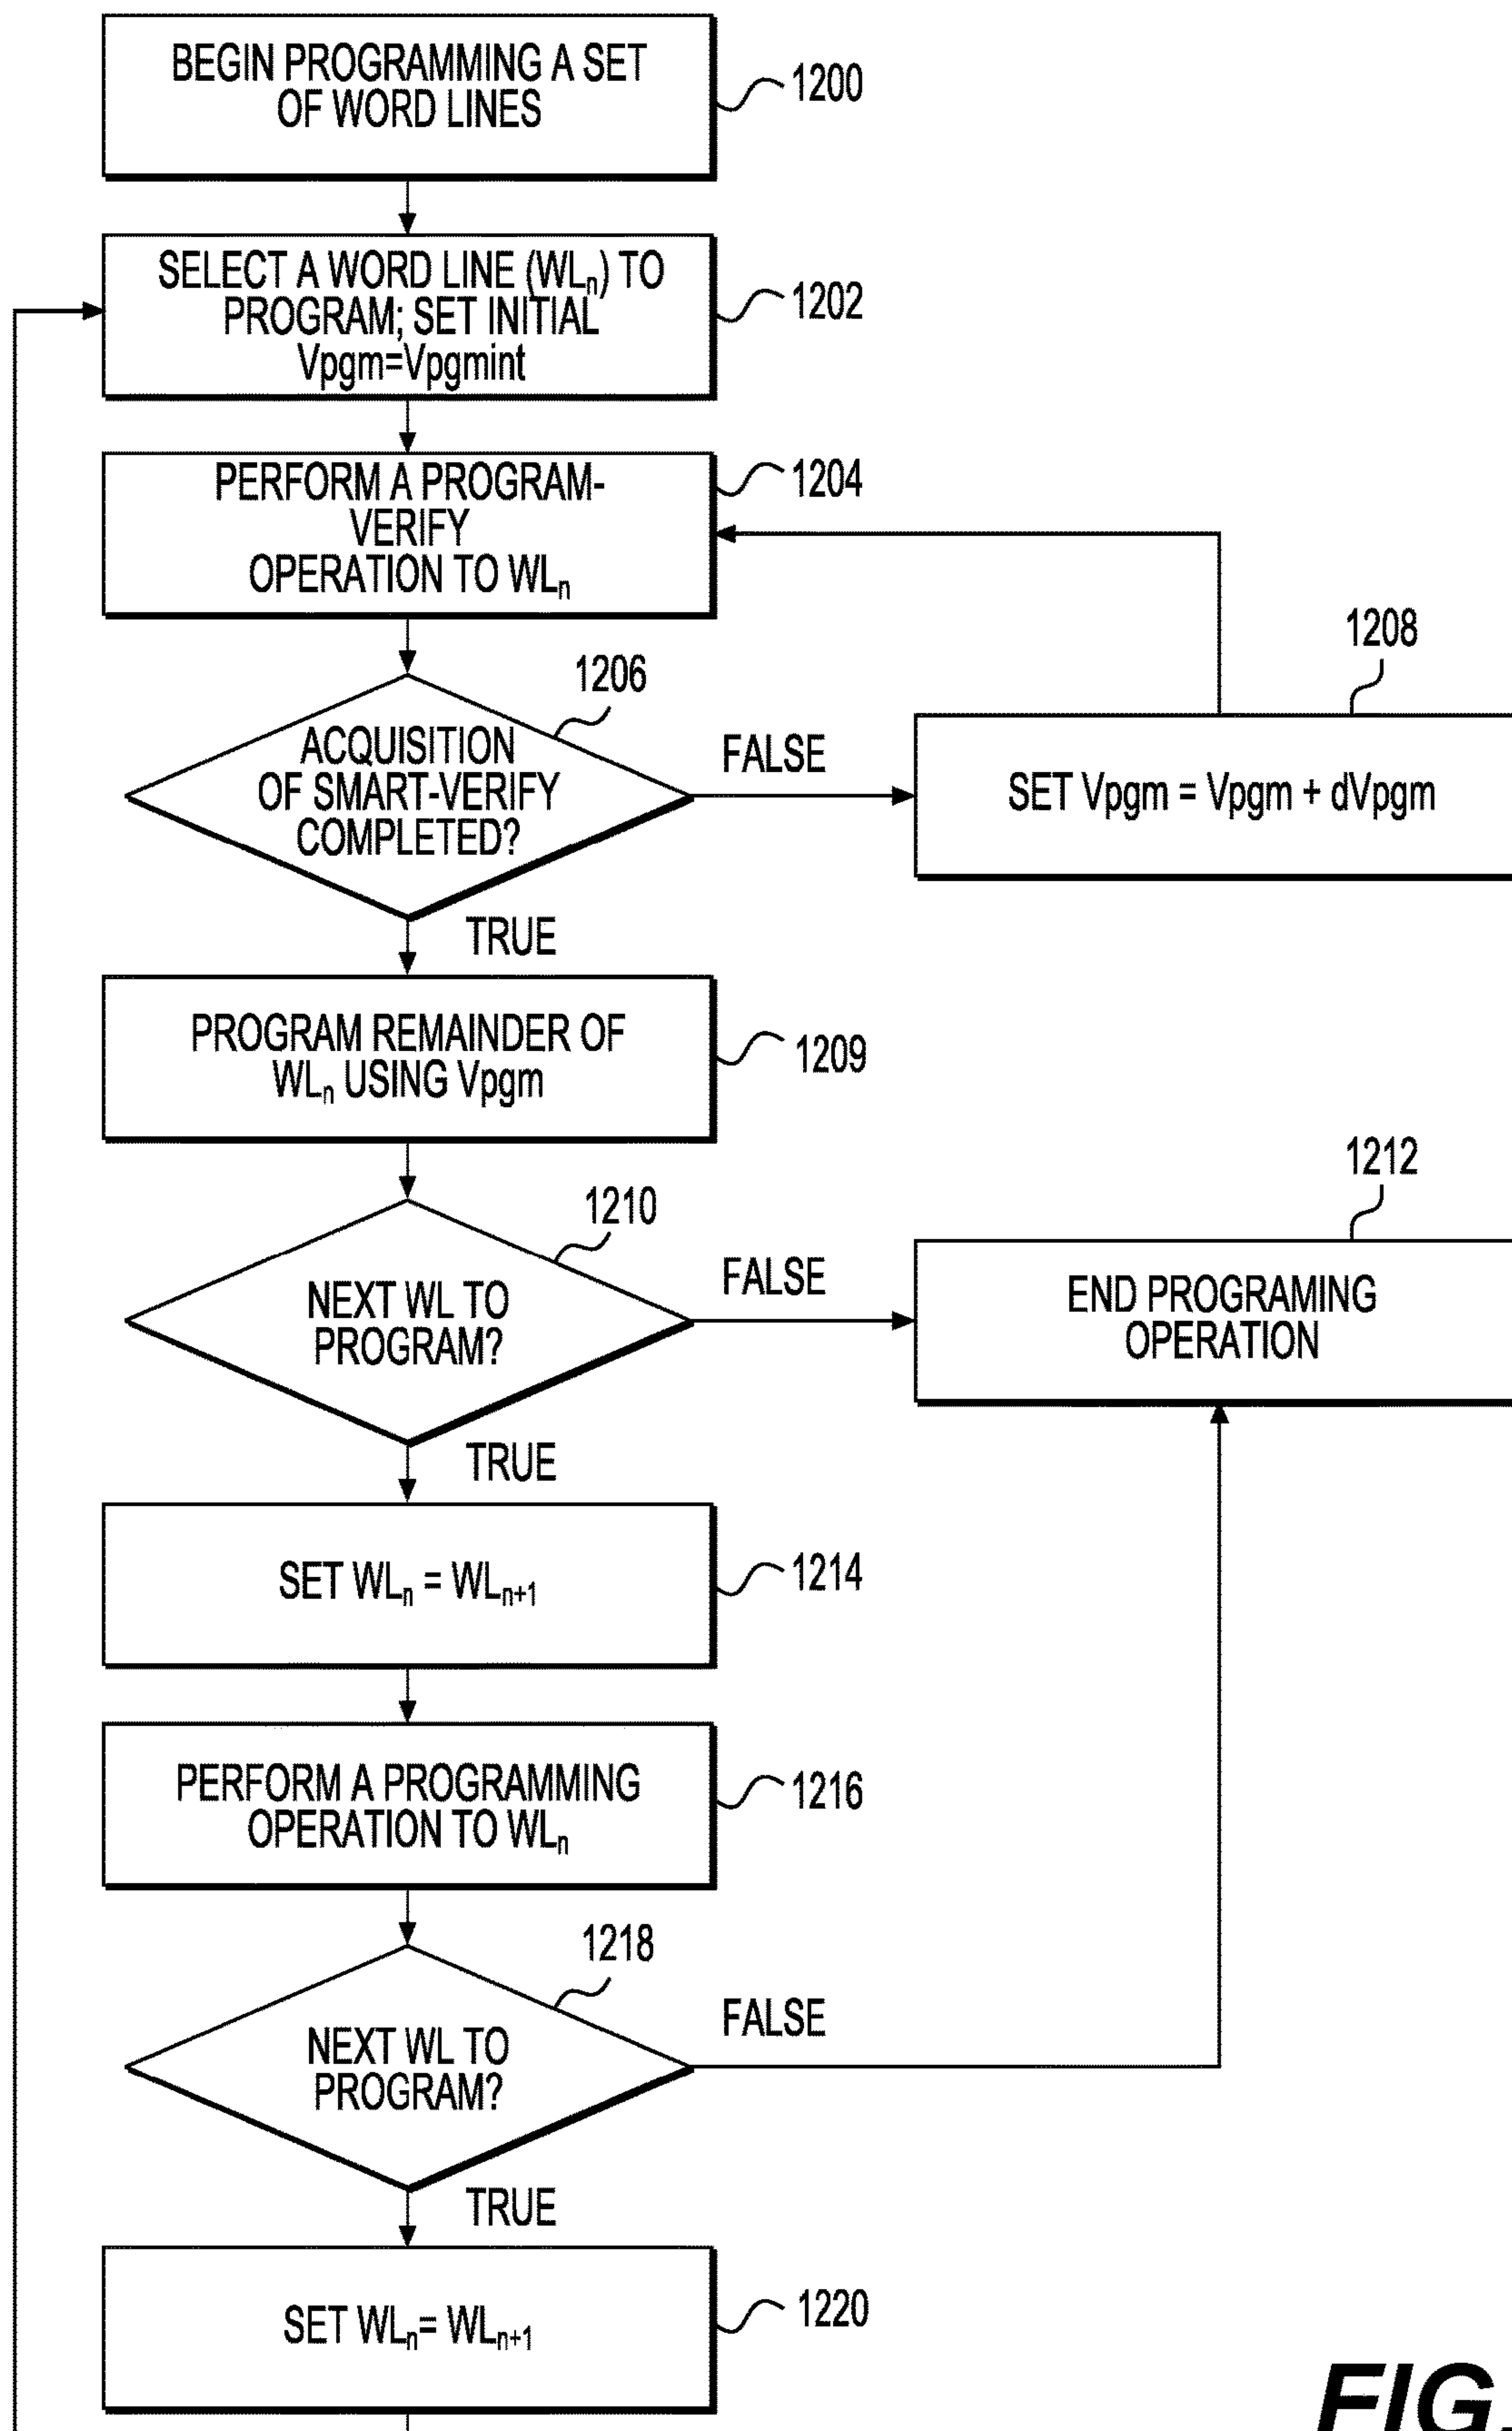 BEGIN PROGRAMMING A SET
OF WORD LINES
1200
SELECT A WORD LINE (WLn) TO
PROGRAM; SET INITIAL
Vpgm=Vpgmint
1202
PERFORM A PROGRAM-
VERIFY
OPERATION TO WLn
1204
1206
ACQUISITION
OF SMART-VERIFY
COMPLETED?
FALSE
1208
SET Vpgm = Vpgm + dVpgm
TRUE
PROGRAM REMAINDER OF
WLn USING Vpgm
1209
1210
NEXT WL TO
PROGRAM?
FALSE
1212
END PROGRAMING
OPERATION
TRUE
SET WLn = WLn+1
1214
PERFORM A PROGRAMMING
OPERATION TO WLn
1216
1218
NEXT WL TO
PROGRAM?
FALSE
TRUE
SET WLn= WLn+1
1220
FIG.